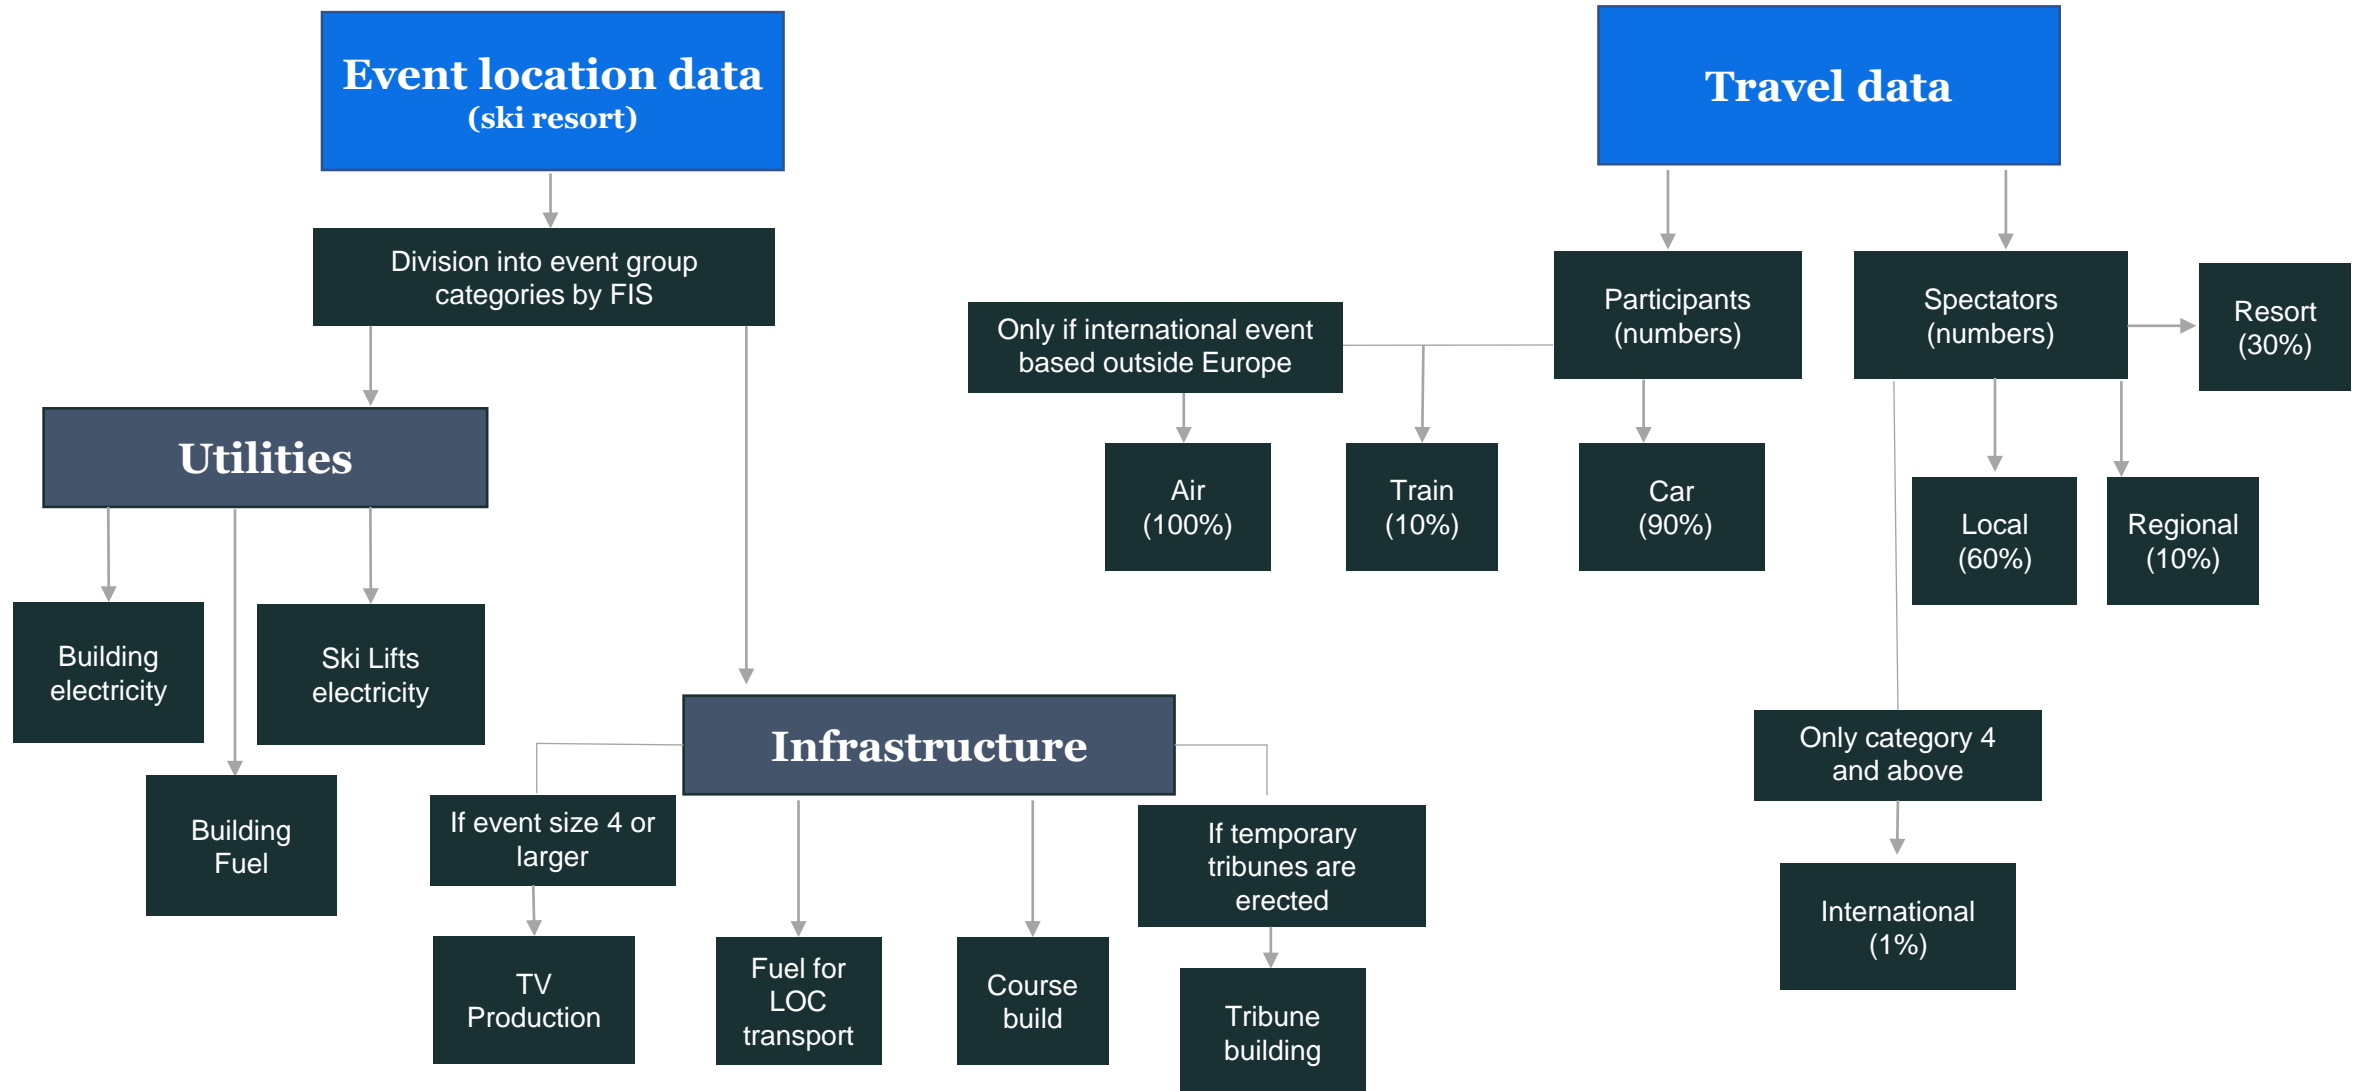 Event location data
(ski resort)
Travel data
Division into event group
categories by FIS
Participants
(numbers)
Spectators
(numbers)
Resort
(30%)
Only if international event
based outside Europe
Utilities
Air
(100%)
Train
(10%)
Car
(90%)
Local
(60%)
Regional
(10%)
Building
electricity
Ski Lifts
electricity
Building
Fuel
Infrastructure
Only category 4
and above
If event size 4 or
larger
If temporary
tribunes are
erected
International
(1%)
TV
Production
Fuel for
LOC
transport
Course
build
Tribune
building